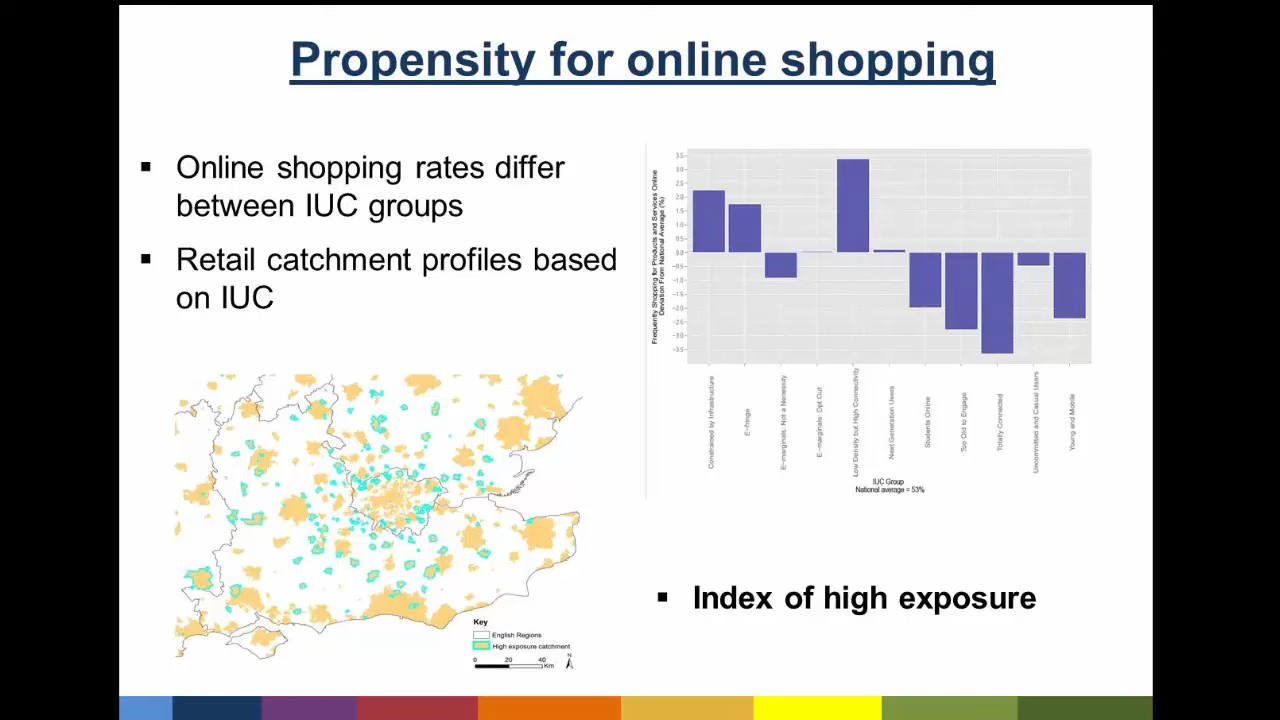 Propensity for online shopping
▪ Online shopping rates differ
between IUC groups
▪ Retail catchment profiles based
on IUC
Frequently Shopping for Products and Services Online
Deviation From National Average (%)
3.5
3.0
2.5
2.0
1.5
1.0
0.5
0.0
-0.5
-1.0
-1.5
-2.0
-2.5
-3.0
-3.5
Constrained by Infrastructure
E-fringe
E-marginals: Not a Necessity
E-marginals: Opt Out
Low Density but High Connectivity
Next Generation Users
Students Online
Too Old to Engage
Totally Connected
Uncommitted and Casual Users
Young and Mobile
IUC Group
National average = 53%
Key
English Regions
High exposure catchment
0 20 40
Km
N
▪ Index of high exposure